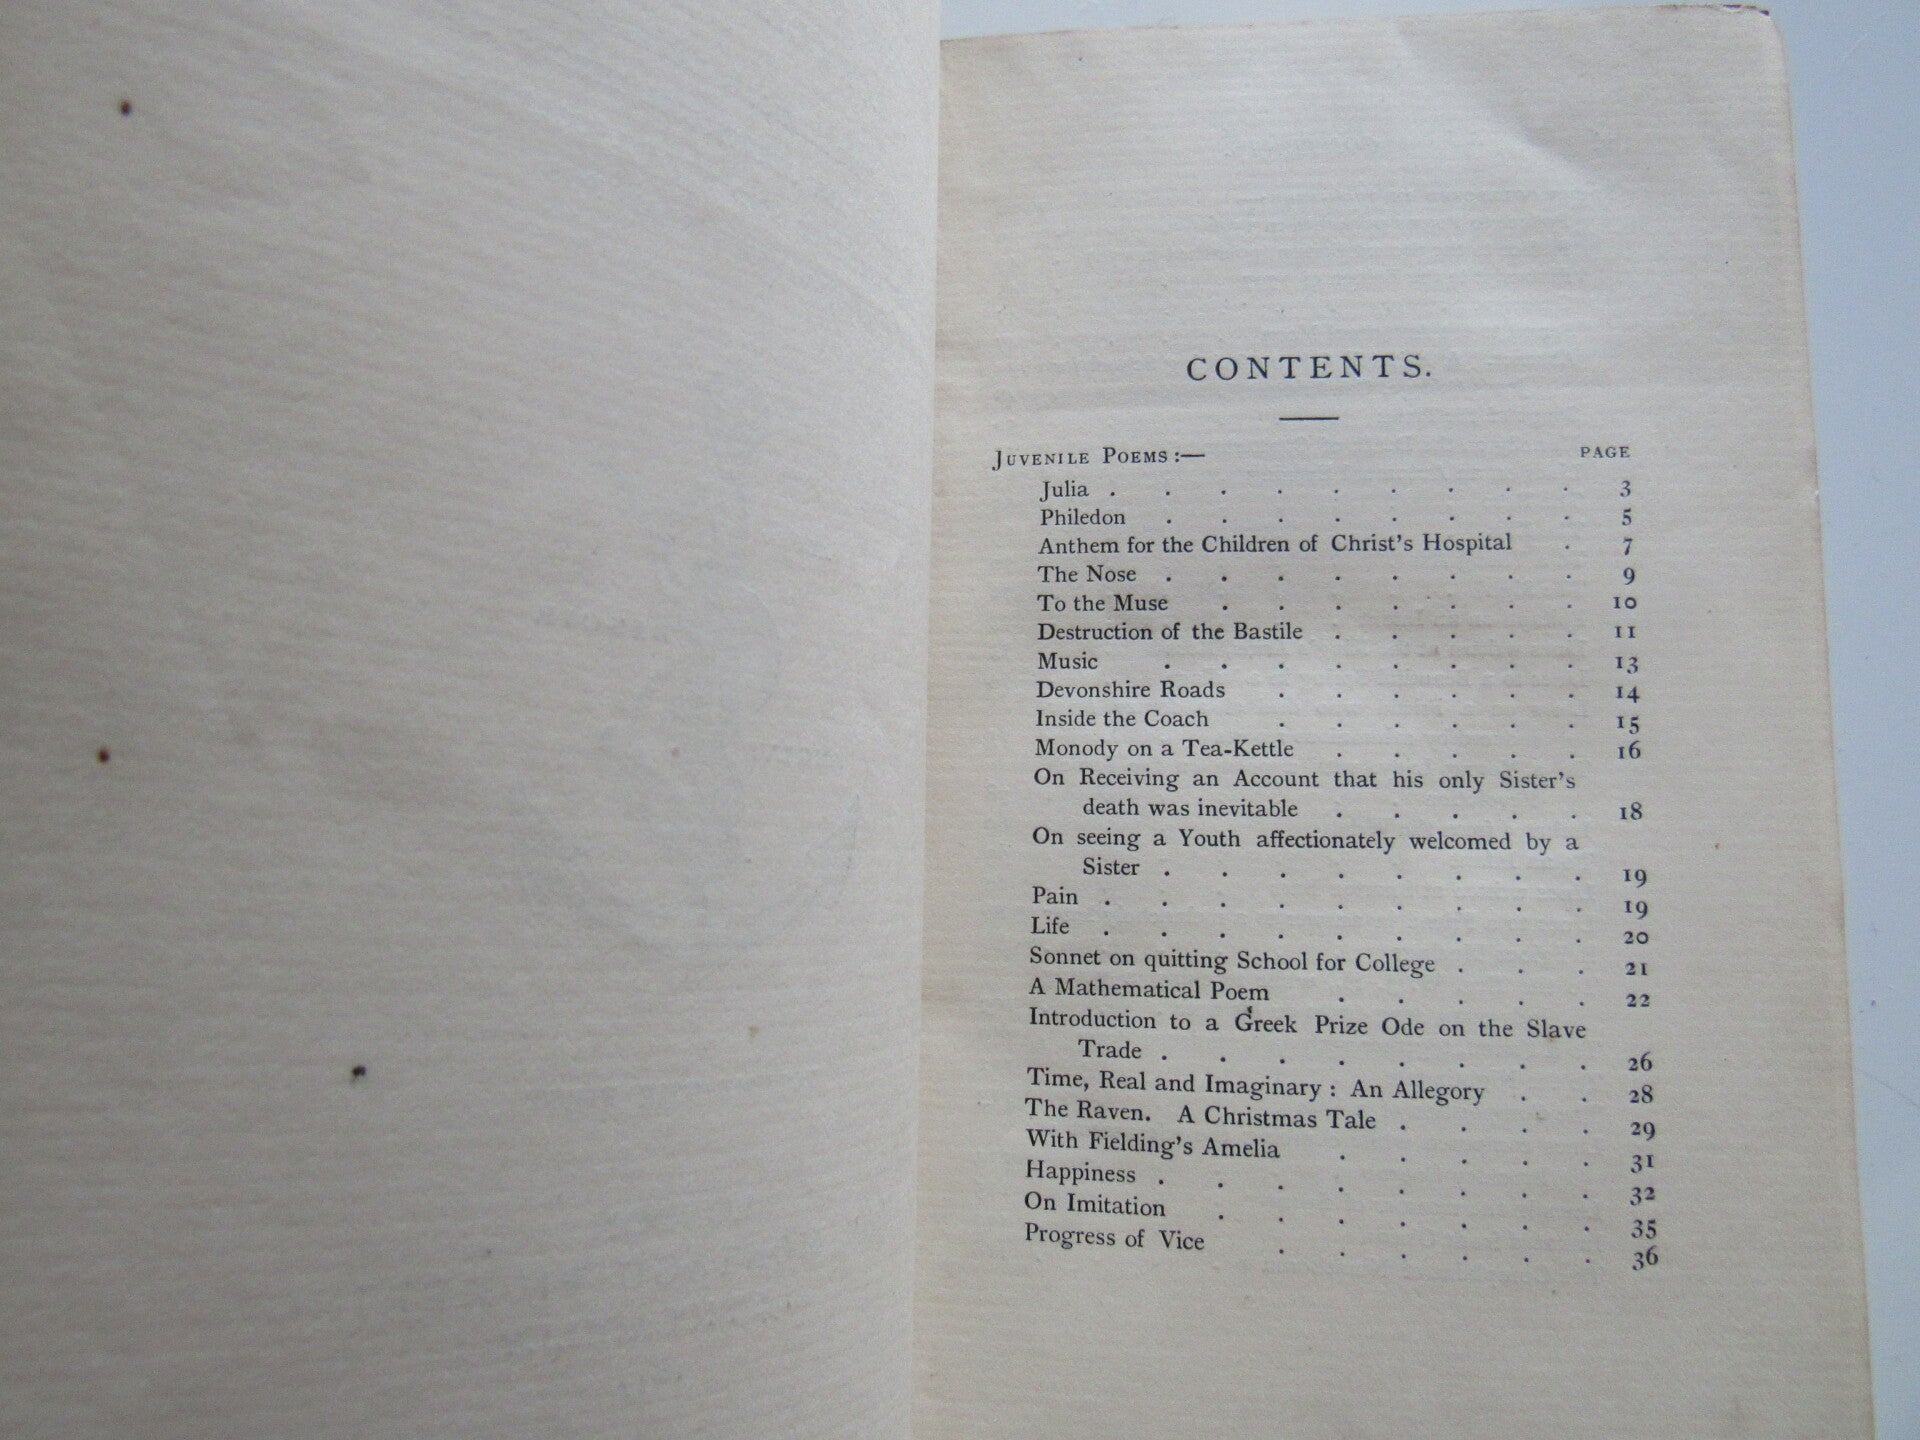 CONTENTS.
JUVENILE POEMS:— PAGE
Julia . . . . . . . . . 3
Philedon . . . . . . . . 5
Anthem for the Children of Christ's Hospital . 7
The Nose . . . . . . . . 9
To the Muse . . . . . . . 10
Destruction of the Bastile . . . . . 11
Music . . . . . . . . 13
Devonshire Roads . . . . . . 14
Inside the Coach . . . . . . 15
Monody on a Tea-Kettle . . . . . 16
On Receiving an Account that his only Sister's
death was inevitable . . . . . 18
On seeing a Youth affectionately welcomed by a
Sister . . . . . . . . 19
Pain . . . . . . . . . 19
Life . . . . . . . . . 20
Sonnet on quitting School for College . . . 21
A Mathematical Poem . . . . . 22
Introduction to a Greek Prize Ode on the Slave
Trade . . . . . . . . 26
Time, Real and Imaginary : An Allegory . . 28
The Raven. A Christmas Tale . . . . 29
With Fielding's Amelia . . . . . 31
Happiness . . . . . . . . 32
On Imitation . . . . . . . 35
Progress of Vice . . . . . . 36